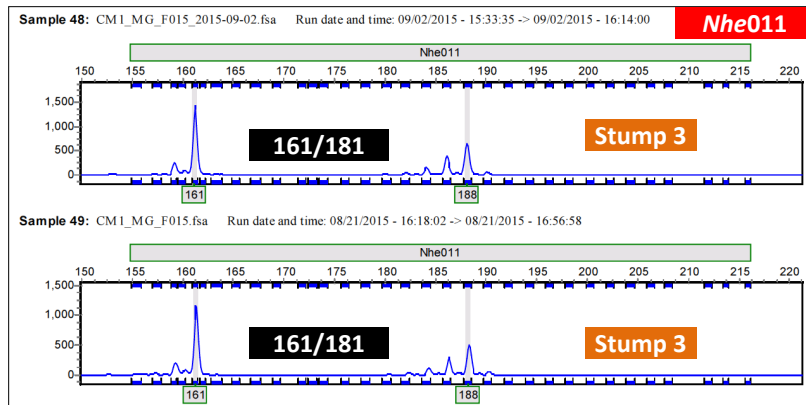 Sample 48: CM1_MG_F015_2015-09-02.fsa Run date and time: 09/02/2015 - 15:33:35 -> 09/02/2015 - 16:14:00
Nhe011
Nhe011
150 155 160 165 170 175 180 185 190 195 200 205 210 215 220
1,500
1,000
500
0
161/181
Stump 3
161 188
Sample 49: CM1_MG_F015.fsa Run date and time: 08/21/2015 - 16:18:02 -> 08/21/2015 - 16:56:58
Nhe011
150 155 160 165 170 175 180 185 190 195 200 205 210 215 220
1,500
1,000
500
0
161/181
Stump 3
161 188